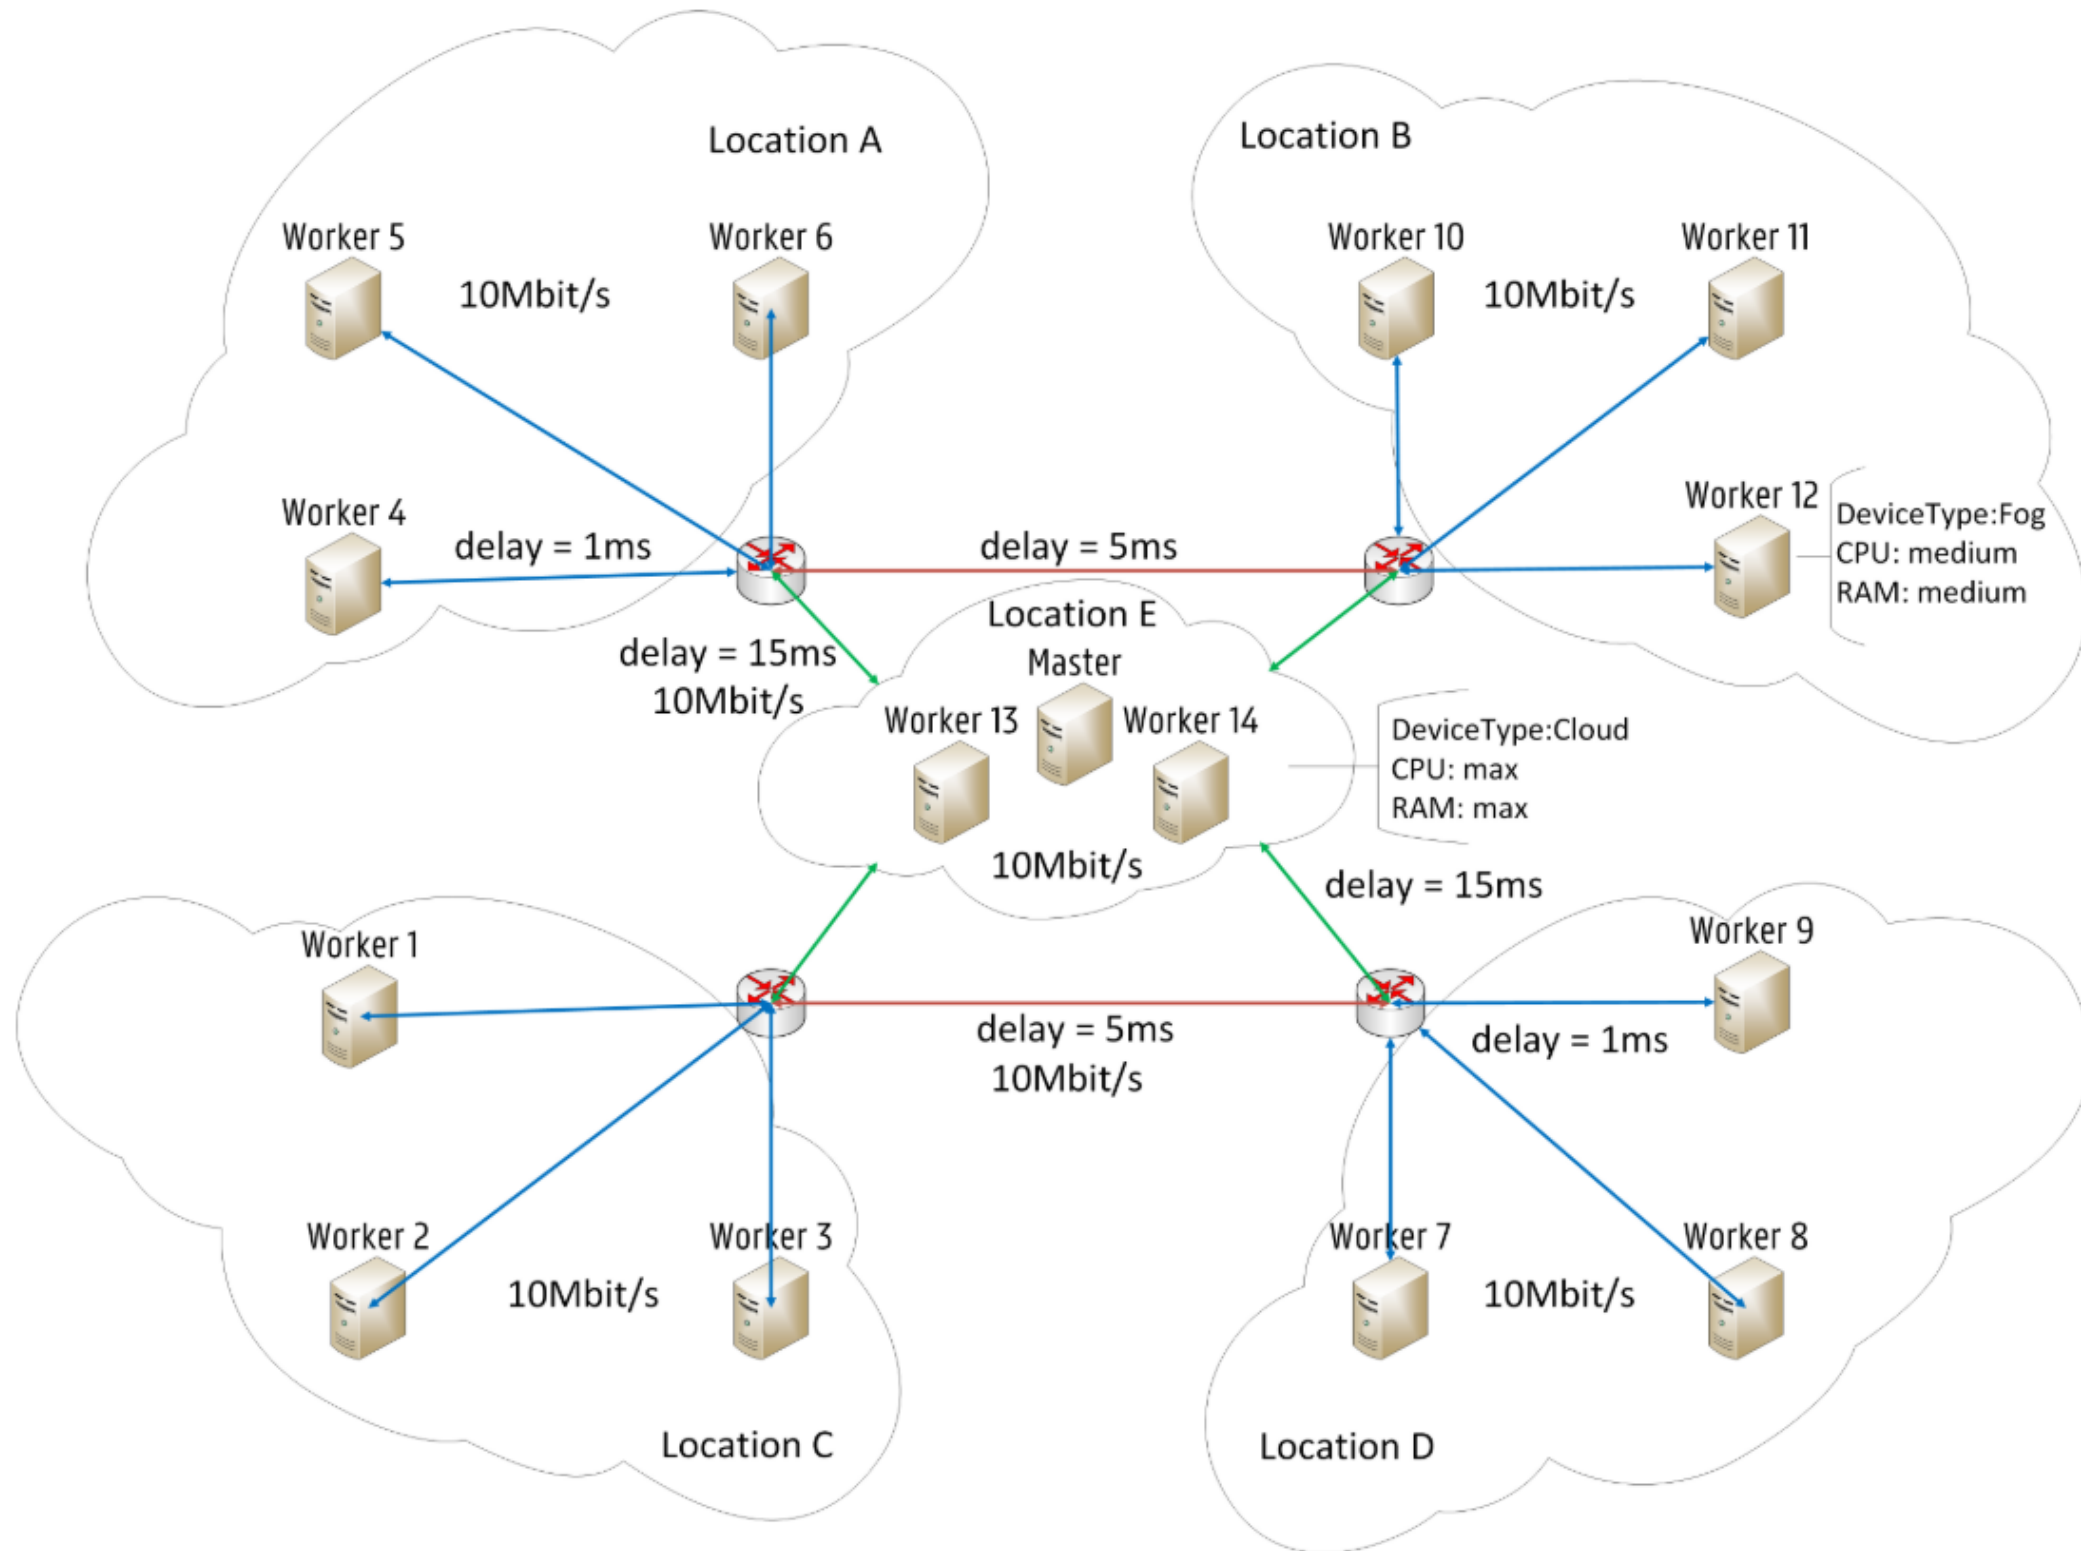 Location A
Location B
Worker 5
Worker 6
Worker 10
Worker 11
10Mbit/s
10Mbit/s
Worker 4
delay = 1ms
delay = 5ms
Worker 12
DeviceType:Fog
CPU: medium
RAM: medium
Location E
delay = 15ms
10Mbit/s
Master
Worker 13
Worker 14
DeviceType:Cloud
CPU: max
RAM: max
10Mbit/s
delay = 15ms
Worker 1
Worker 9
delay = 5ms
10Mbit/s
delay = 1ms
Worker 2
Worker 3
Worker 7
Worker 8
10Mbit/s
10Mbit/s
Location C
Location D